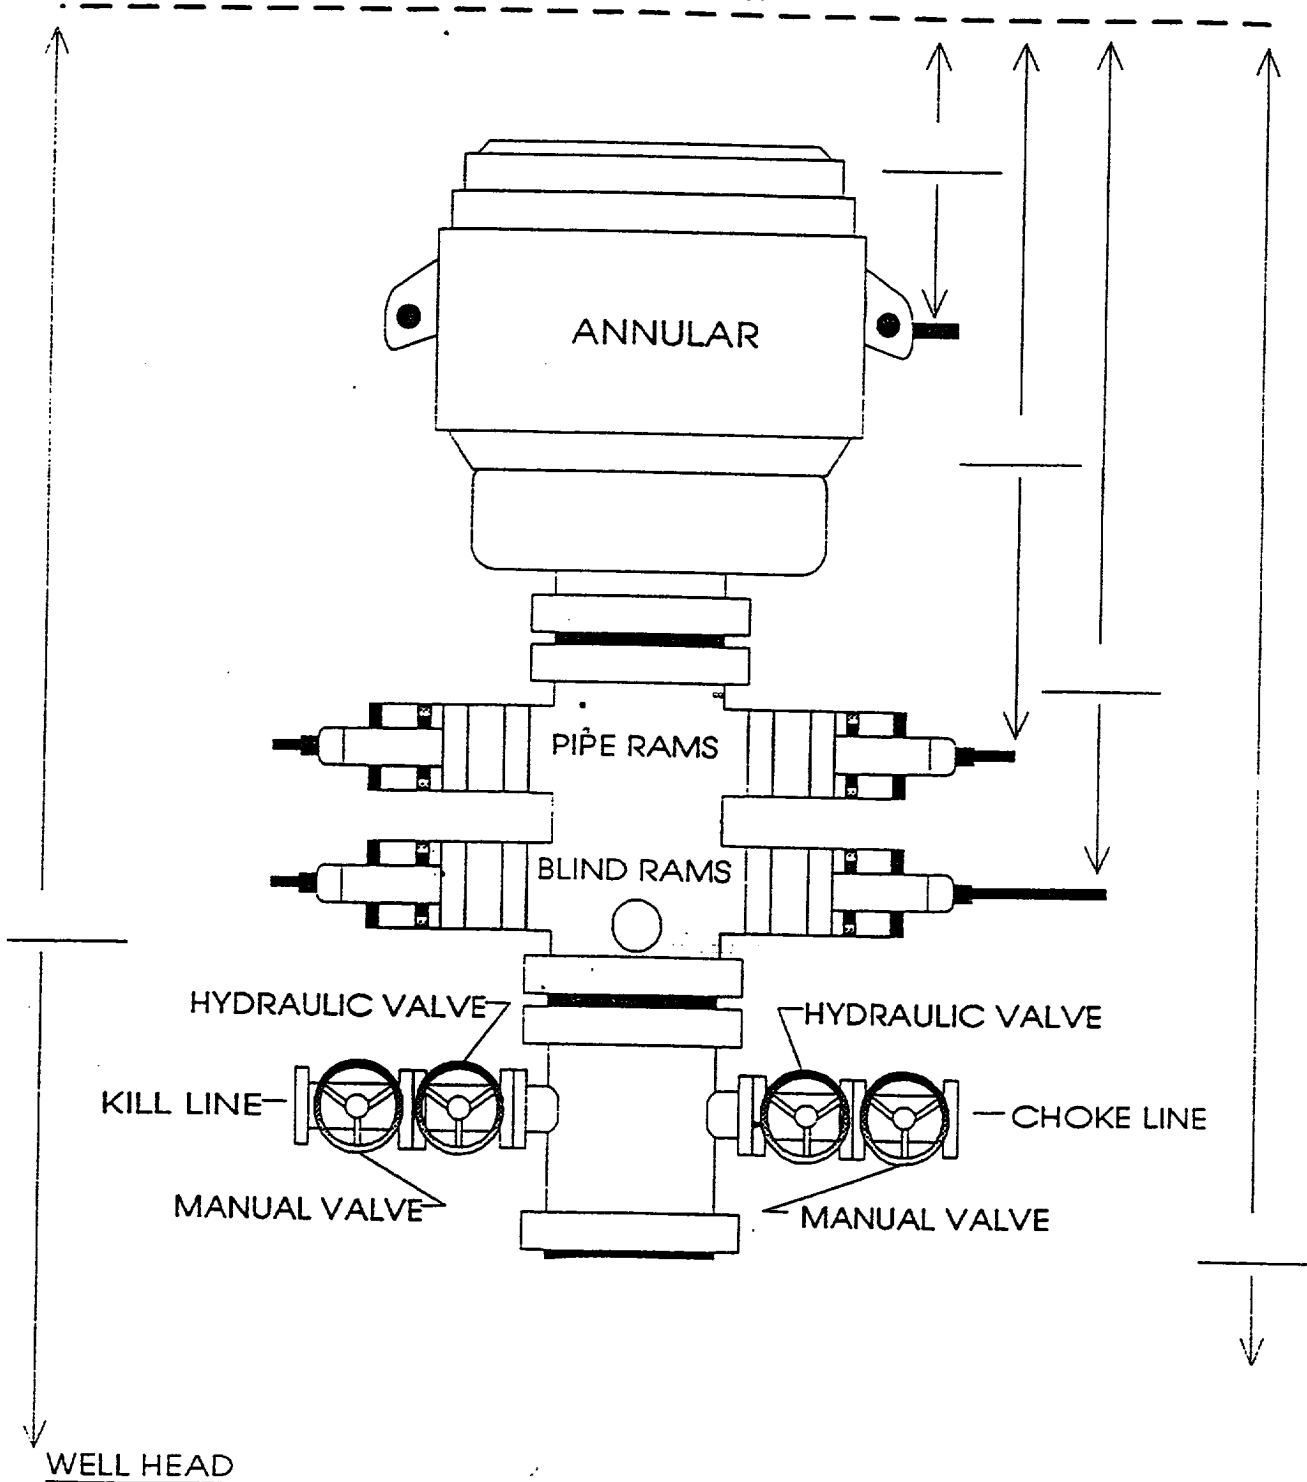 ANNULAR
PIPE RAMS
BLIND RAMS
HYDRAULIC VALVE
HYDRAULIC VALVE
KILL LINE
CHOKE LINE
MANUAL VALVE
MANUAL VALVE
WELL HEAD